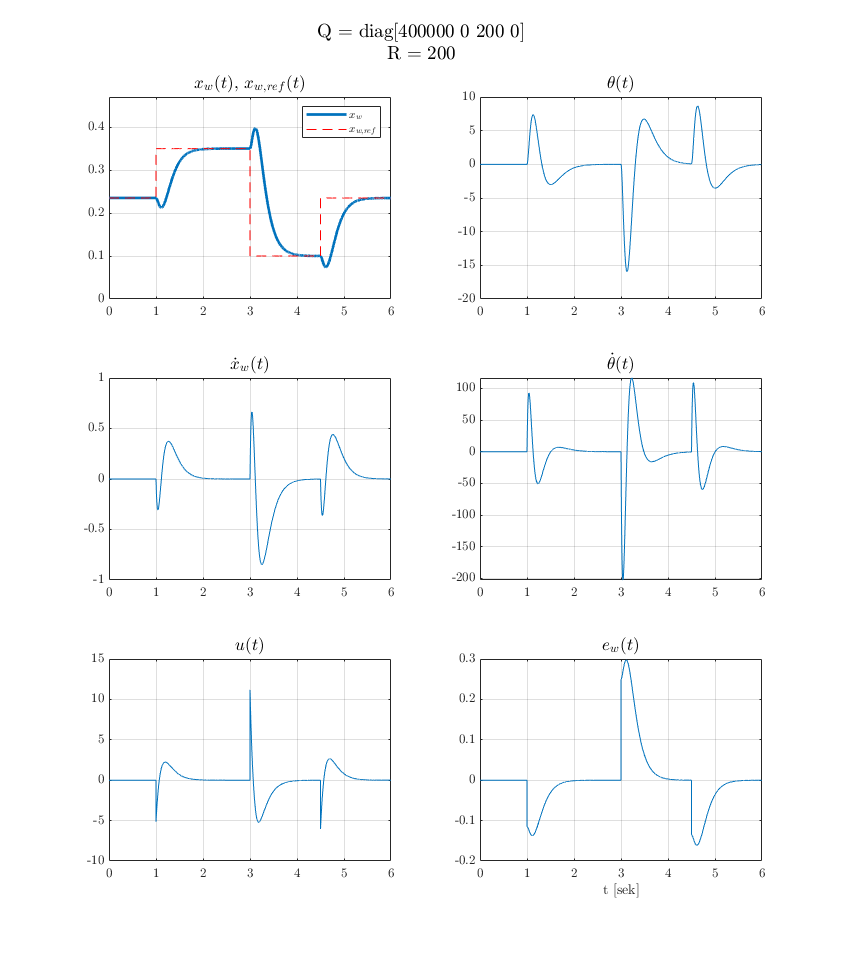 Q = diag[400000 0 200 0]
R = 200
x_w(t), x_{w,ref}(t)
x_w
x_{w,ref}
0.4
0.3
0.2
0.1
0
0 1 2 3 4 5 6
θ(t)
10
5
0
-5
-10
-15
-20
0 1 2 3 4 5 6
ẋ_w(t)
1
0.5
0
-0.5
-1
0 1 2 3 4 5 6
θ̇(t)
100
50
0
-50
-100
-150
-200
0 1 2 3 4 5 6
u(t)
15
10
5
0
-5
-10
0 1 2 3 4 5 6
e_w(t)
0.3
0.2
0.1
0
-0.1
-0.2
0 1 2 3 4 5 6
t [sek]